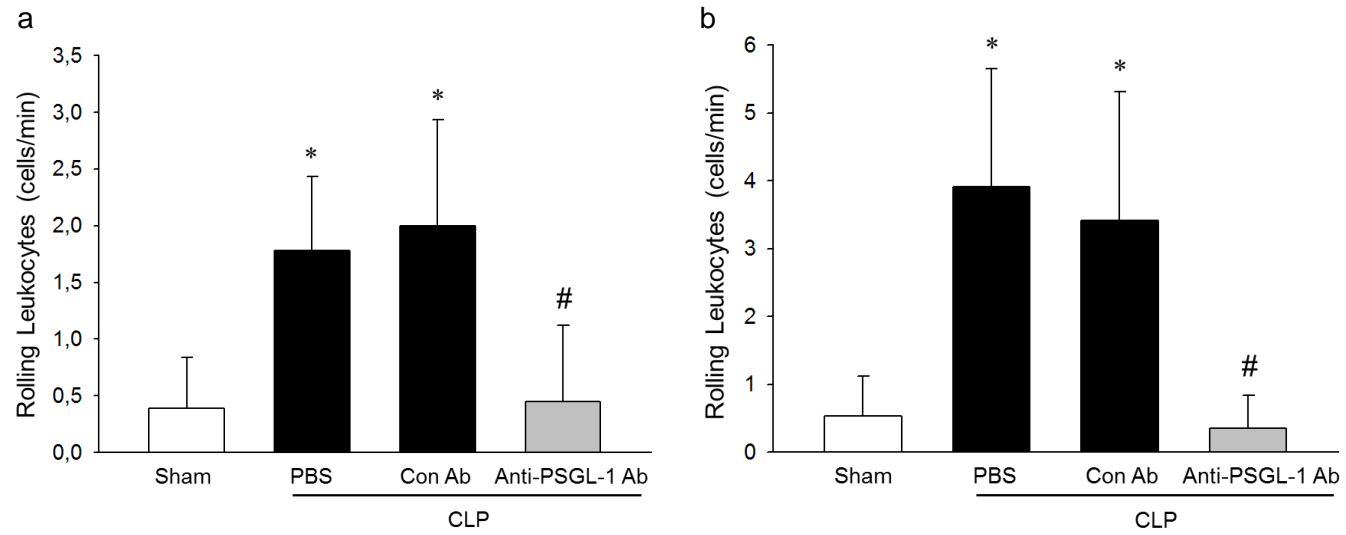 a
Rolling Leukocytes (cells/min)
3,5
3,0
2,5
2,0
1,5
1,0
0,5
0,0
*
*
#
Sham
PBS
Con Ab
Anti-PSGL-1 Ab
CLP
b
Rolling Leukocytes (cells/min)
6
5
4
3
2
1
0
*
*
#
Sham
PBS
Con Ab
Anti-PSGL-1 Ab
CLP